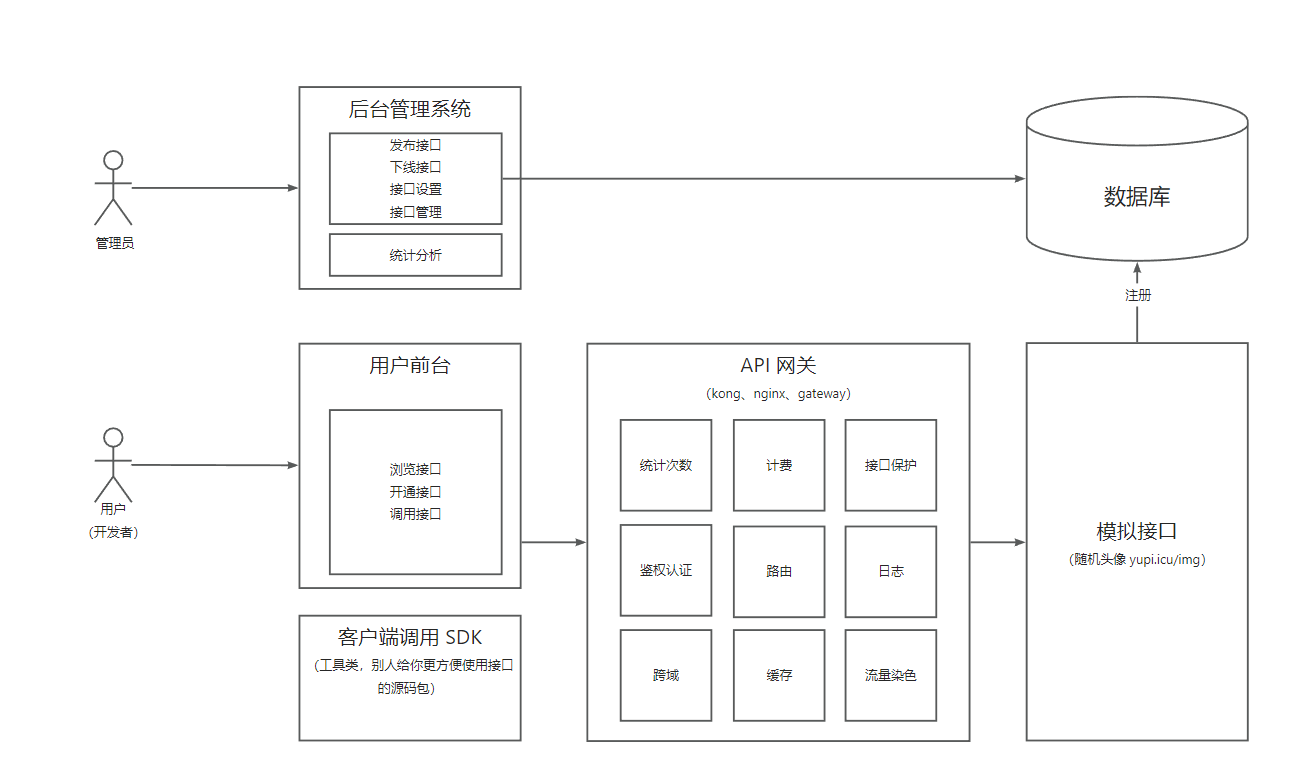 后台管理系统
发布接口
下线接口
接口设置
接口管理
统计分析
管理员
数据库
注册
用户前台
浏览接口
开通接口
调用接口
用户
（开发者）
客户端调用 SDK
（工具类，别人给你更方便使用接口
的源码包）
API 网关
（kong、nginx、gateway）
统计次数
计费
接口保护
鉴权认证
路由
日志
跨域
缓存
流量染色
模拟接口
（随机头像 yupi.icu/img）